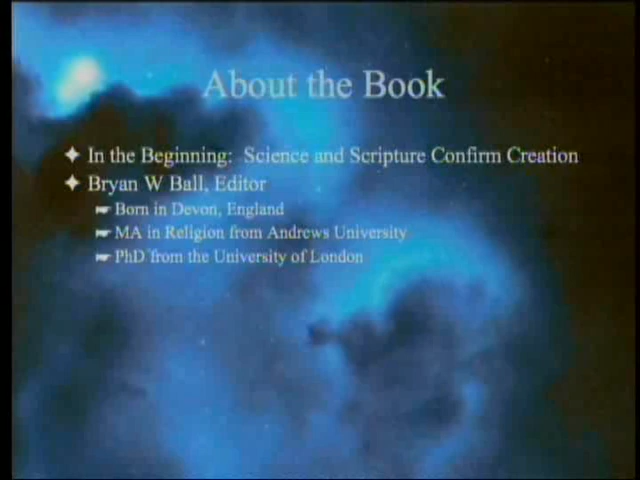 About the Book
In the Beginning: Science and Scripture Confirm Creation
Bryan W Ball, Editor
Born in Devon, England
MA in Religion from Andrews University
PhD from the University of London